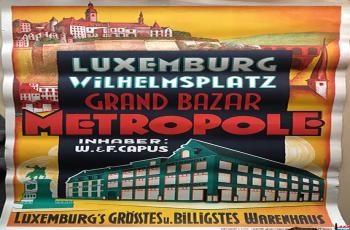 LUXEMBURG
WILHELMSPLATZ
GRAND BAZAR
METROPOLE
INHABER:
W. & F. CAPUS
LUXEMBURG'S GRÖSSTES u. BILLIGSTES WARENHAUS